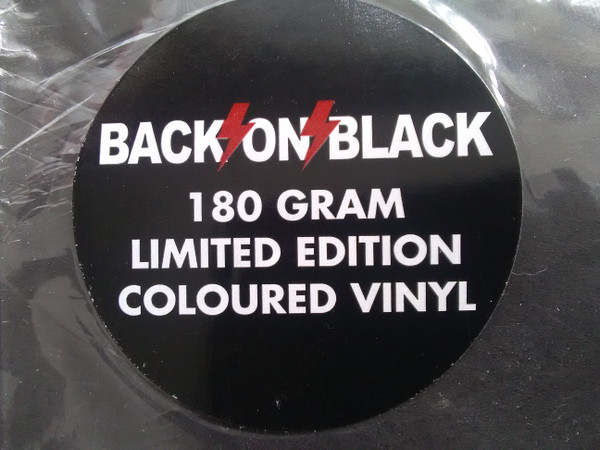 BACK ON BLACK
180 GRAM
LIMITED EDITION
COLOURED VINYL